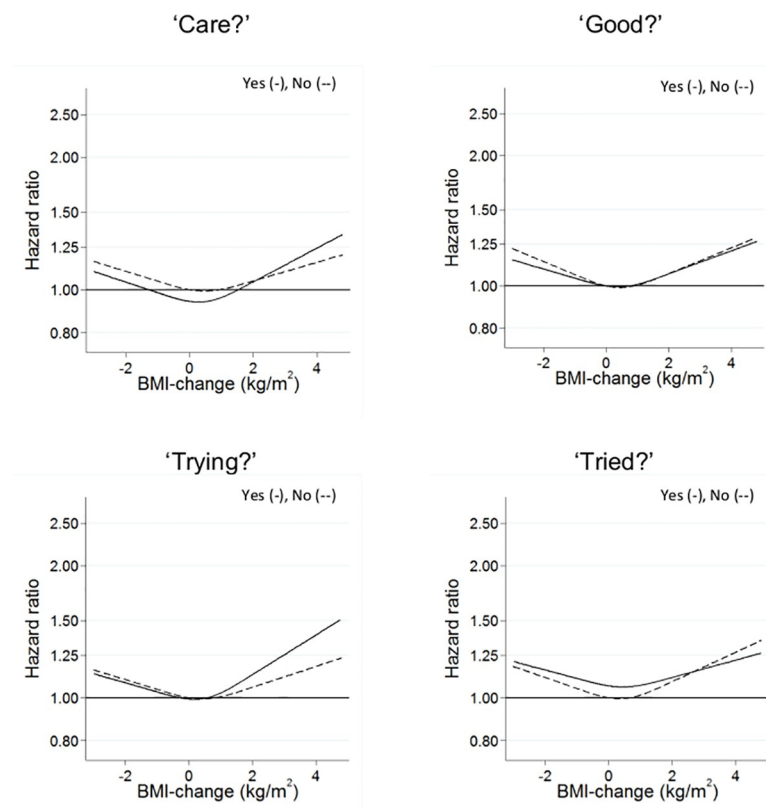 ‘Care?’
Yes (-), No (--)
Hazard ratio
2.50
2.00
1.50
1.25
1.00
0.80
-2 0 2 4
BMI-change (kg/m²)
‘Good?’
Yes (-), No (--)
Hazard ratio
2.50
2.00
1.50
1.25
1.00
0.80
-2 0 2 4
BMI-change (kg/m²)
‘Trying?’
Yes (-), No (--)
Hazard ratio
2.50
2.00
1.50
1.25
1.00
0.80
-2 0 2 4
BMI-change (kg/m²)
‘Tried?’
Yes (-), No (--)
Hazard ratio
2.50
2.00
1.50
1.25
1.00
0.80
-2 0 2 4
BMI-change (kg/m²)